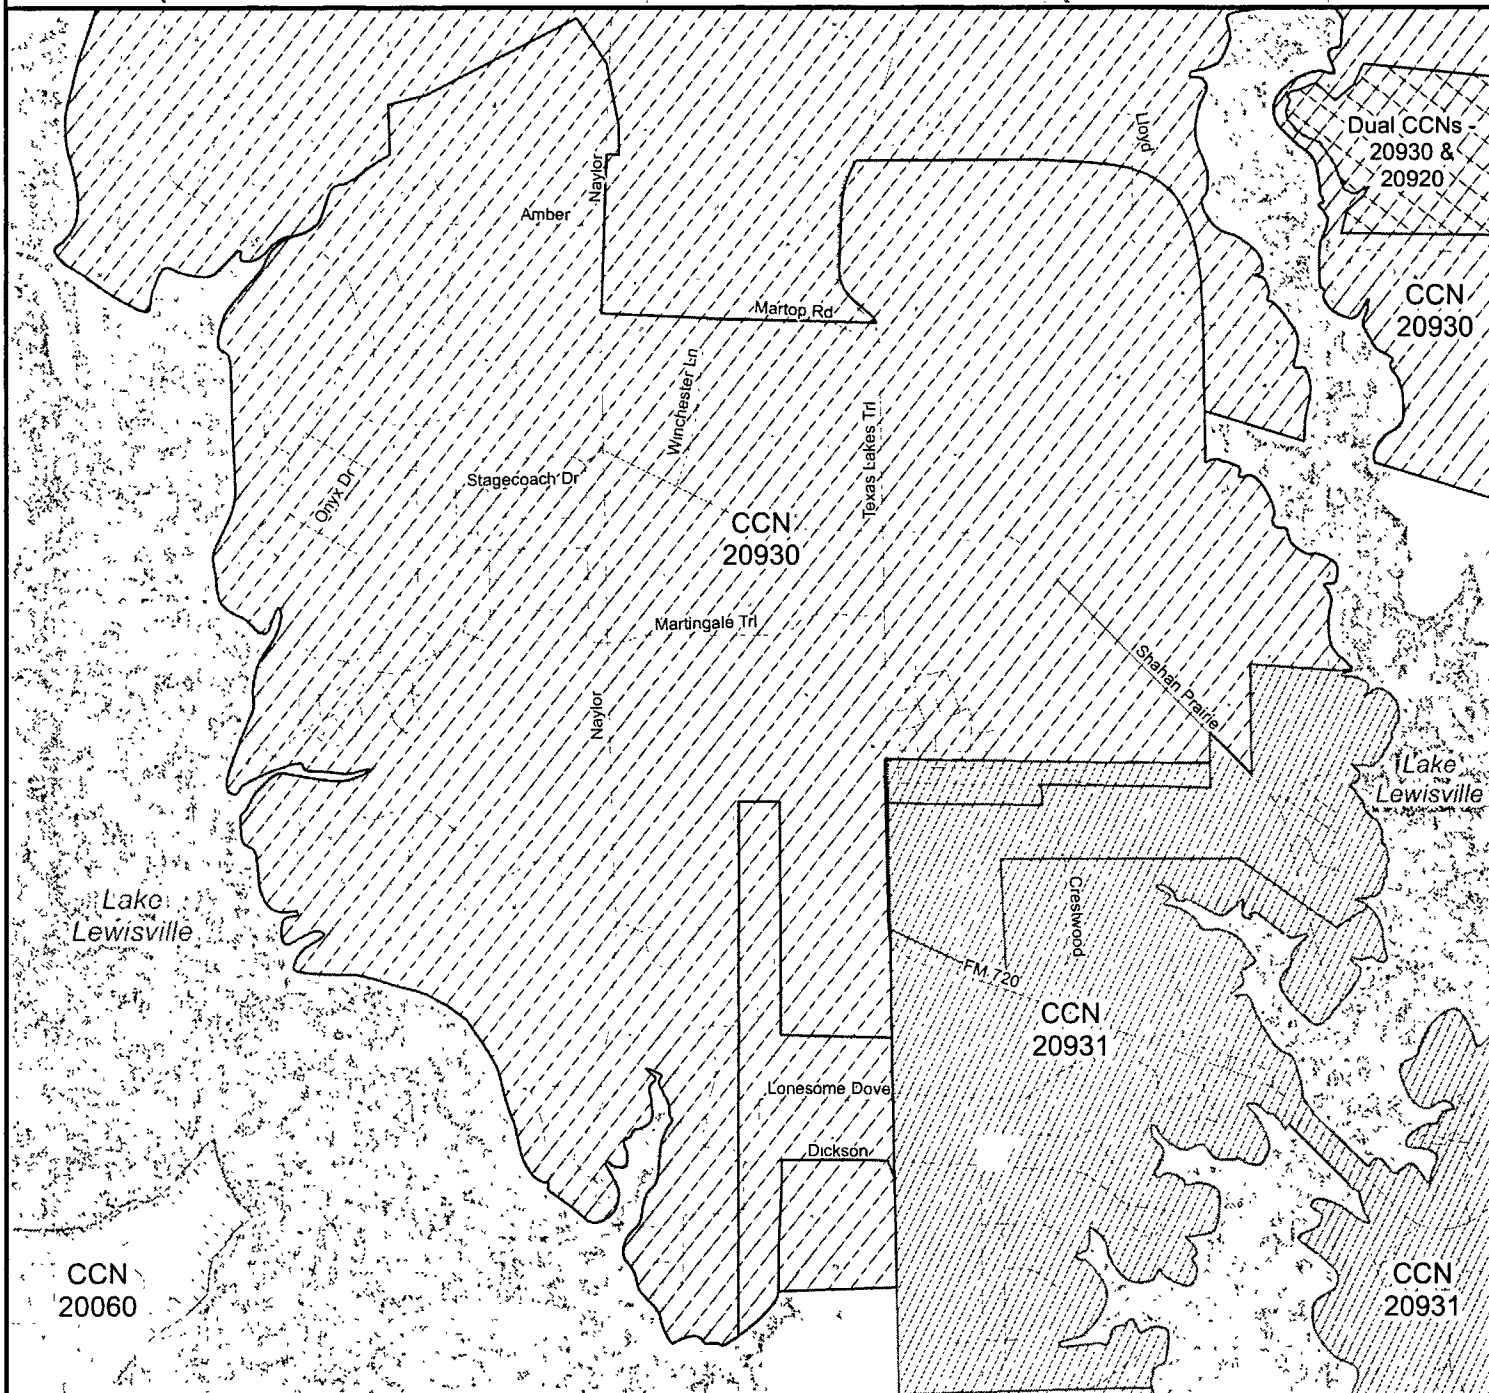 Lloyd
Dual CCNs -
20930 &
20920
Naylor
Amber
CCN
20930
Martop Rd
Winchester Ln
Texas Lakes Trl
Onyx Dr
Stagecoach Dr
CCN
20930
Martingale Trl
Shahan Prairie
Naylor
Lake
Lewisville
Lake
Lewisville
Crestwood
FM 720
CCN
20931
Lonesome Dove
Dickson
CCN
20060
CCN
20931